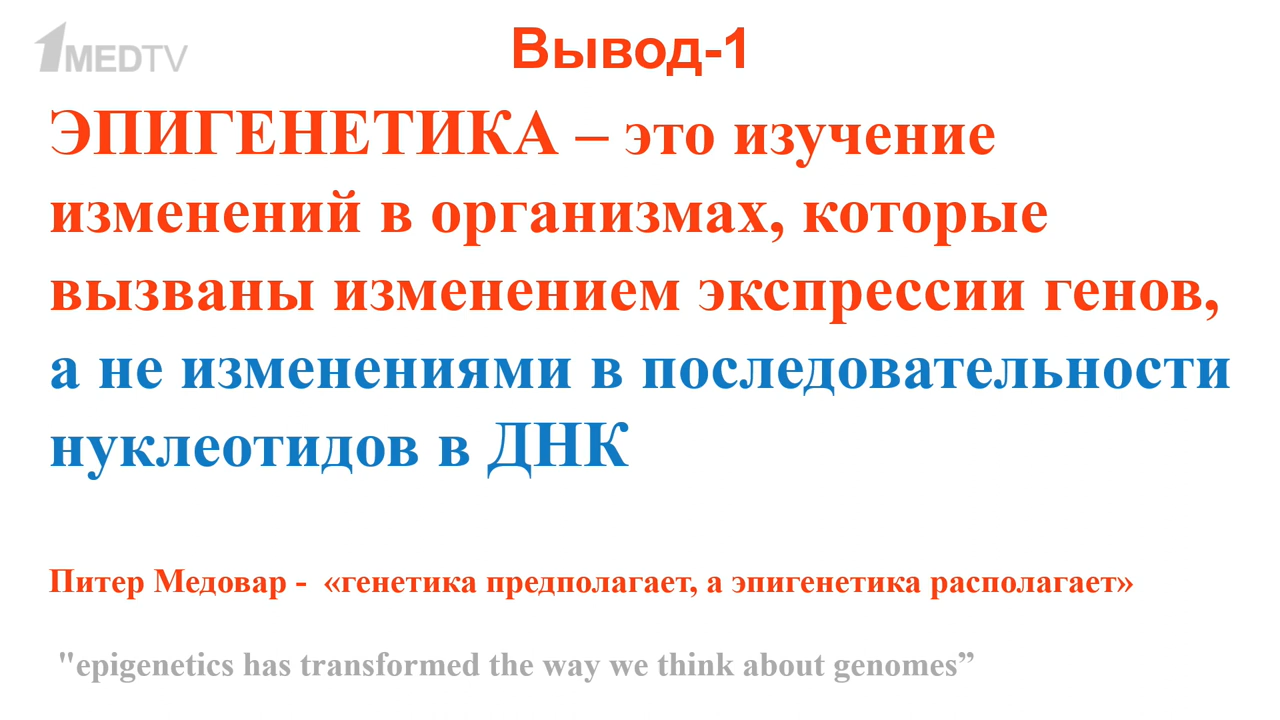 1MEDTV
Вывод-1
ЭПИГЕНЕТИКА – это изучение
изменений в организмах, которые
вызваны изменением экспрессии генов,
а не изменениями в последовательности
нуклеотидов в ДНК
Питер Медовар - «генетика предполагает, а эпигенетика располагает»
"epigenetics has transformed the way we think about genomes”